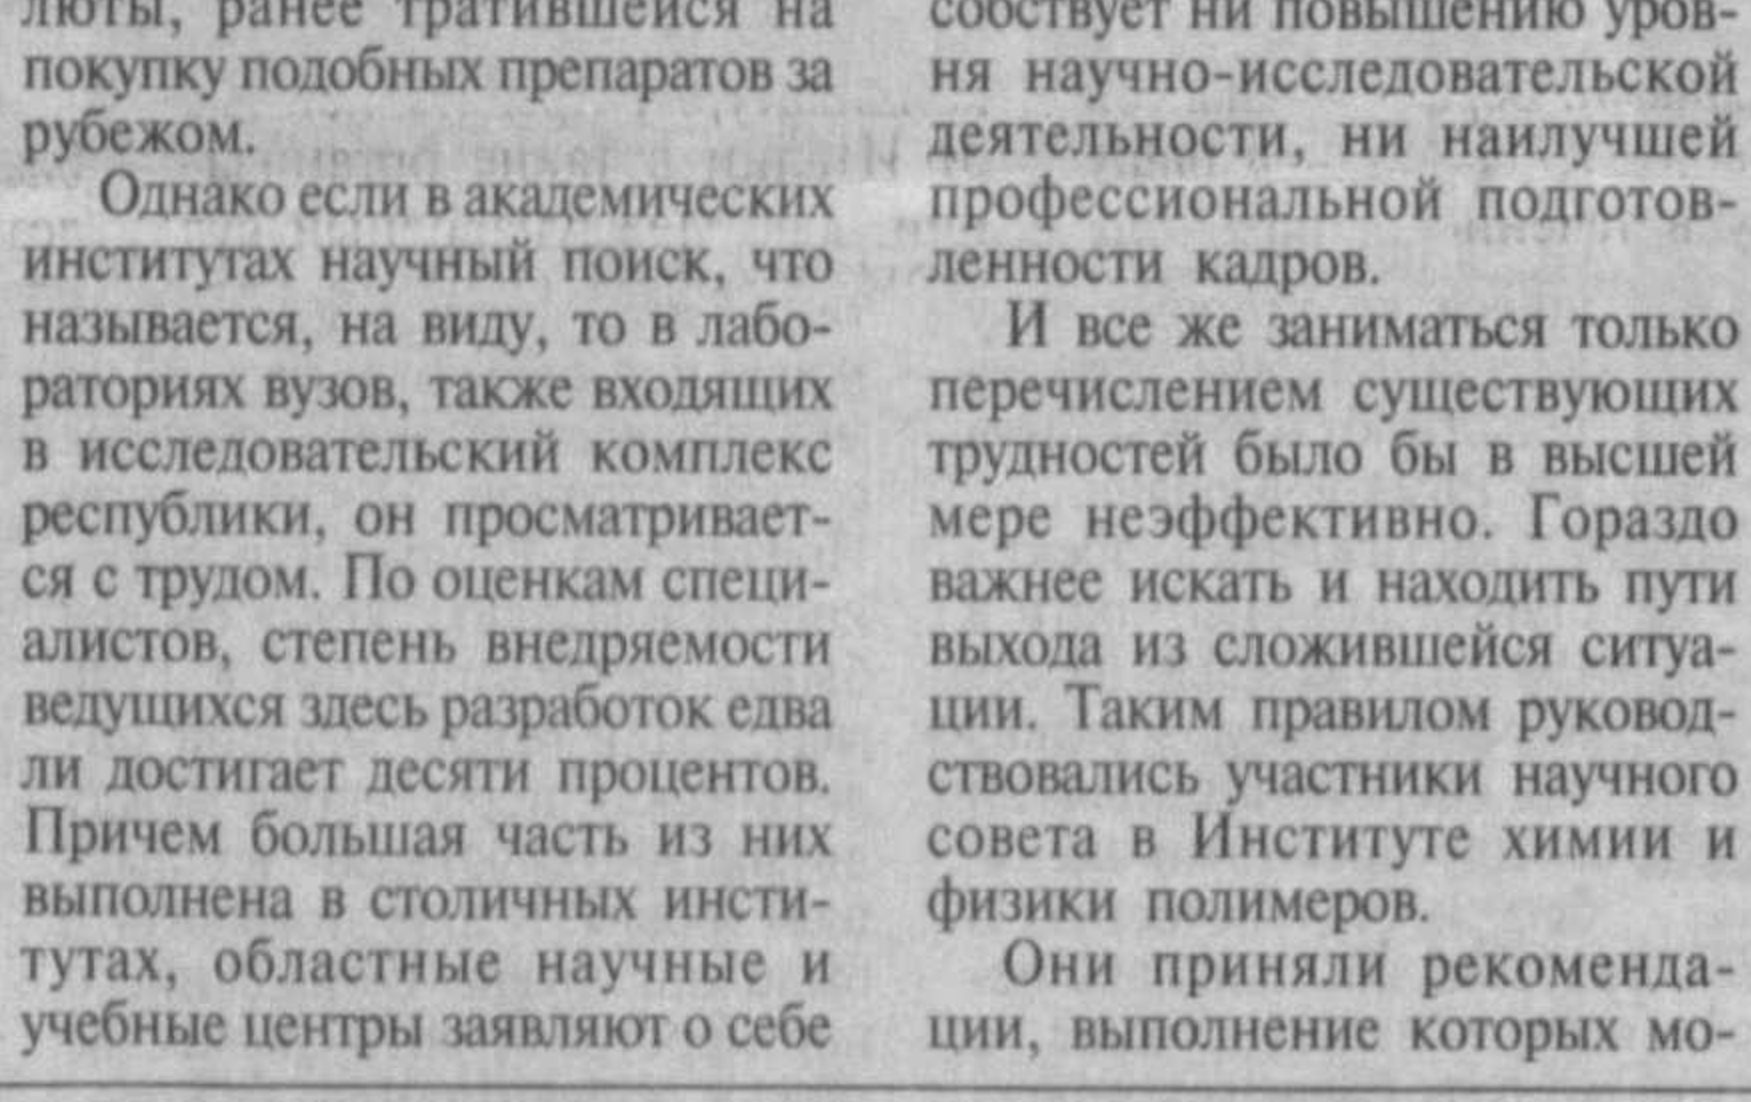 люты, ранее тратившейся на
покупку подобных препаратов за
рубежом.
Однако если в академических
институтах научный поиск, что
называется, на виду, то в лабо-
раториях вузов, также входящих
в исследовательский комплекс
республики, он просматривает-
ся с трудом. По оценкам специ-
алистов, степень внедряемости
ведущихся здесь разработок едва
ли достигает десяти процентов.
Причем большая часть из них
выполнена в столичных инсти-
тутах, областные научные и
учебные центры заявляют о себе
собствует ни повышению уров-
ня научно-исследовательской
деятельности, ни наилучшей
профессиональной подготов-
ленности кадров.
И все же заниматься только
перечислением существующих
трудностей было бы в высшей
мере неэффективно. Гораздо
важнее искать и находить пути
выхода из сложившейся ситуа-
ции. Таким правилом руковод-
ствовались участники научного
совета в Институте химии и
физики полимеров.
Они приняли рекоменда-
ции, выполнение которых мо-